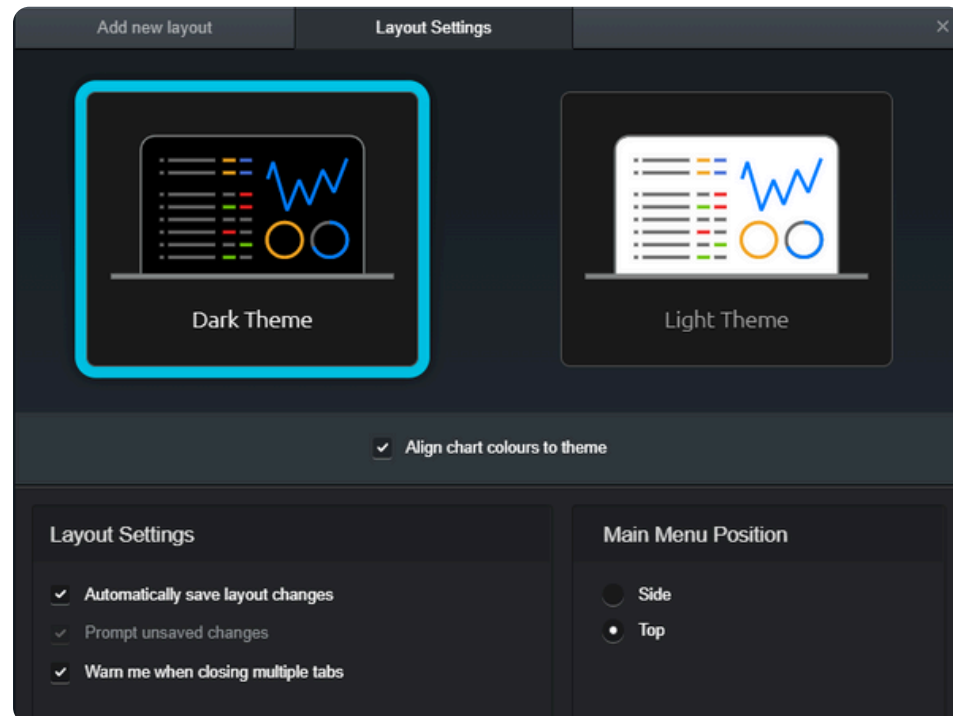 Add new layout
Layout Settings
Dark Theme
Light Theme
Align chart colours to theme
Layout Settings
Automatically save layout changes
Prompt unsaved changes
Warn me when closing multiple tabs
Main Menu Position
Side
Top